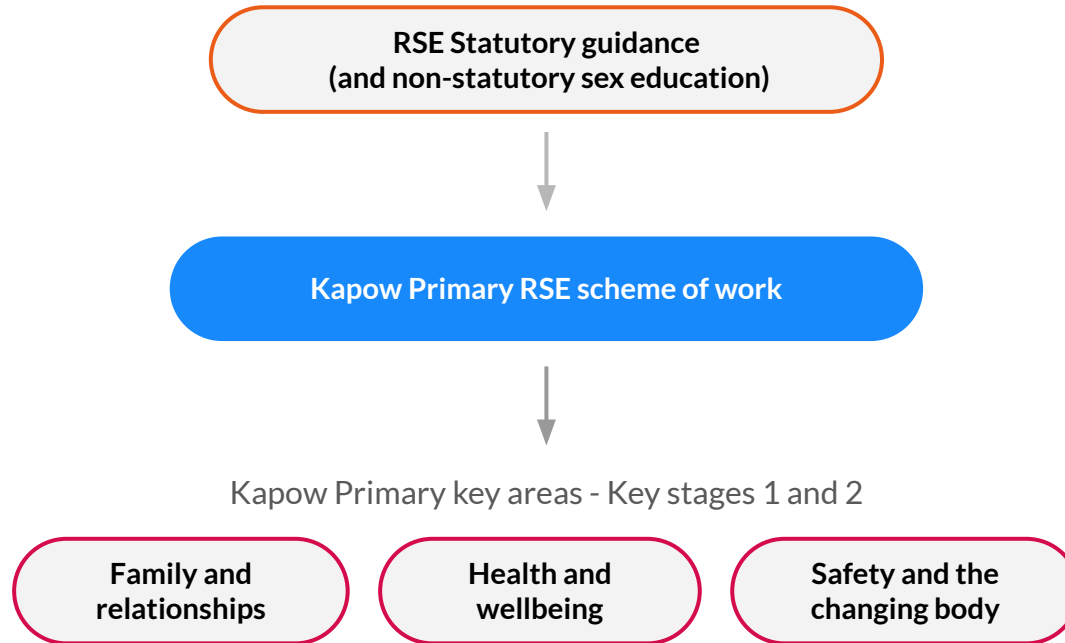 RSE Statutory guidance
(and non-statutory sex education)
Kapow Primary RSE scheme of work
Kapow Primary key areas - Key stages 1 and 2
Family and
relationships
Health and
wellbeing
Safety and the
changing body